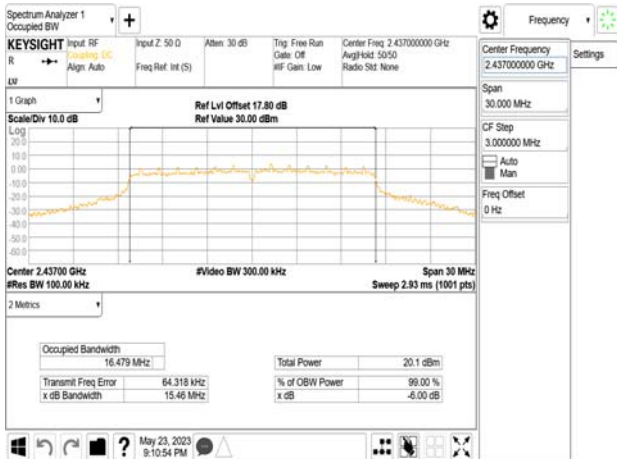 Spectrum Analyzer 1
Occupied BW
Frequency
KEYSIGHT
Input: RF
Coupling: DC
Align: Auto
Input Z: 50 Ω
Freq Ref: Int (S)
Atten: 30 dB
Trig: Free Run
Gate: Off
#IF Gain: Low
Center Freq: 2.437000000 GHz
Avg|Hold: 50/50
Radio Std: None
R
Center Frequency
2.437000000 GHz
Settings
Span
30.000 MHz
CF Step
3.000000 MHz
Auto
Man
Freq Offset
0 Hz
1 Graph
Scale/Div 10.0 dB
Ref Lvl Offset 17.80 dB
Ref Value 30.00 dBm
Log
20.0
10.0
0.00
-10.0
-20.0
-30.0
-40.0
-50.0
-60.0
Center 2.43700 GHz
#Res BW 100.00 kHz
#Video BW 300.00 kHz
Span 30 MHz
Sweep 2.93 ms (1001 pts)
2 Metrics
Occupied Bandwidth
16.479 MHz
Total Power 20.1 dBm
Transmit Freq Error 64.318 kHz
% of OBW Power 99.00 %
x dB Bandwidth 15.46 MHz
x dB -6.00 dB
?
May 23, 2023
9:10:54 PM